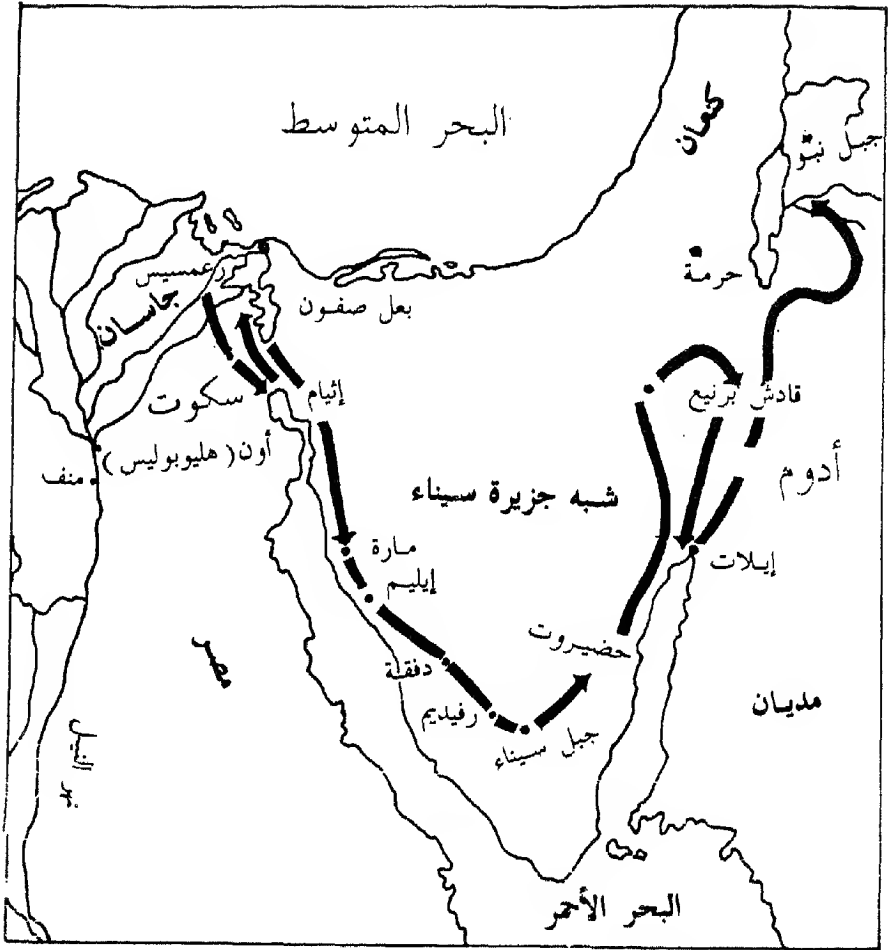 البحر المتوسط
كنعان
جبل نبو
رعمسيس
حرمة
جاسان
بعل صفون
سكوت
إثيام
قادش برنيع
أون (هليوبوليس)
منف
أدوم
شبه جزيرة سيناء
مارة
إيلات
إيليم
حضيروت
مصر
دفقة
مديان
رفيديم
جبل سيناء
نهر النيل
البحر الأحمر